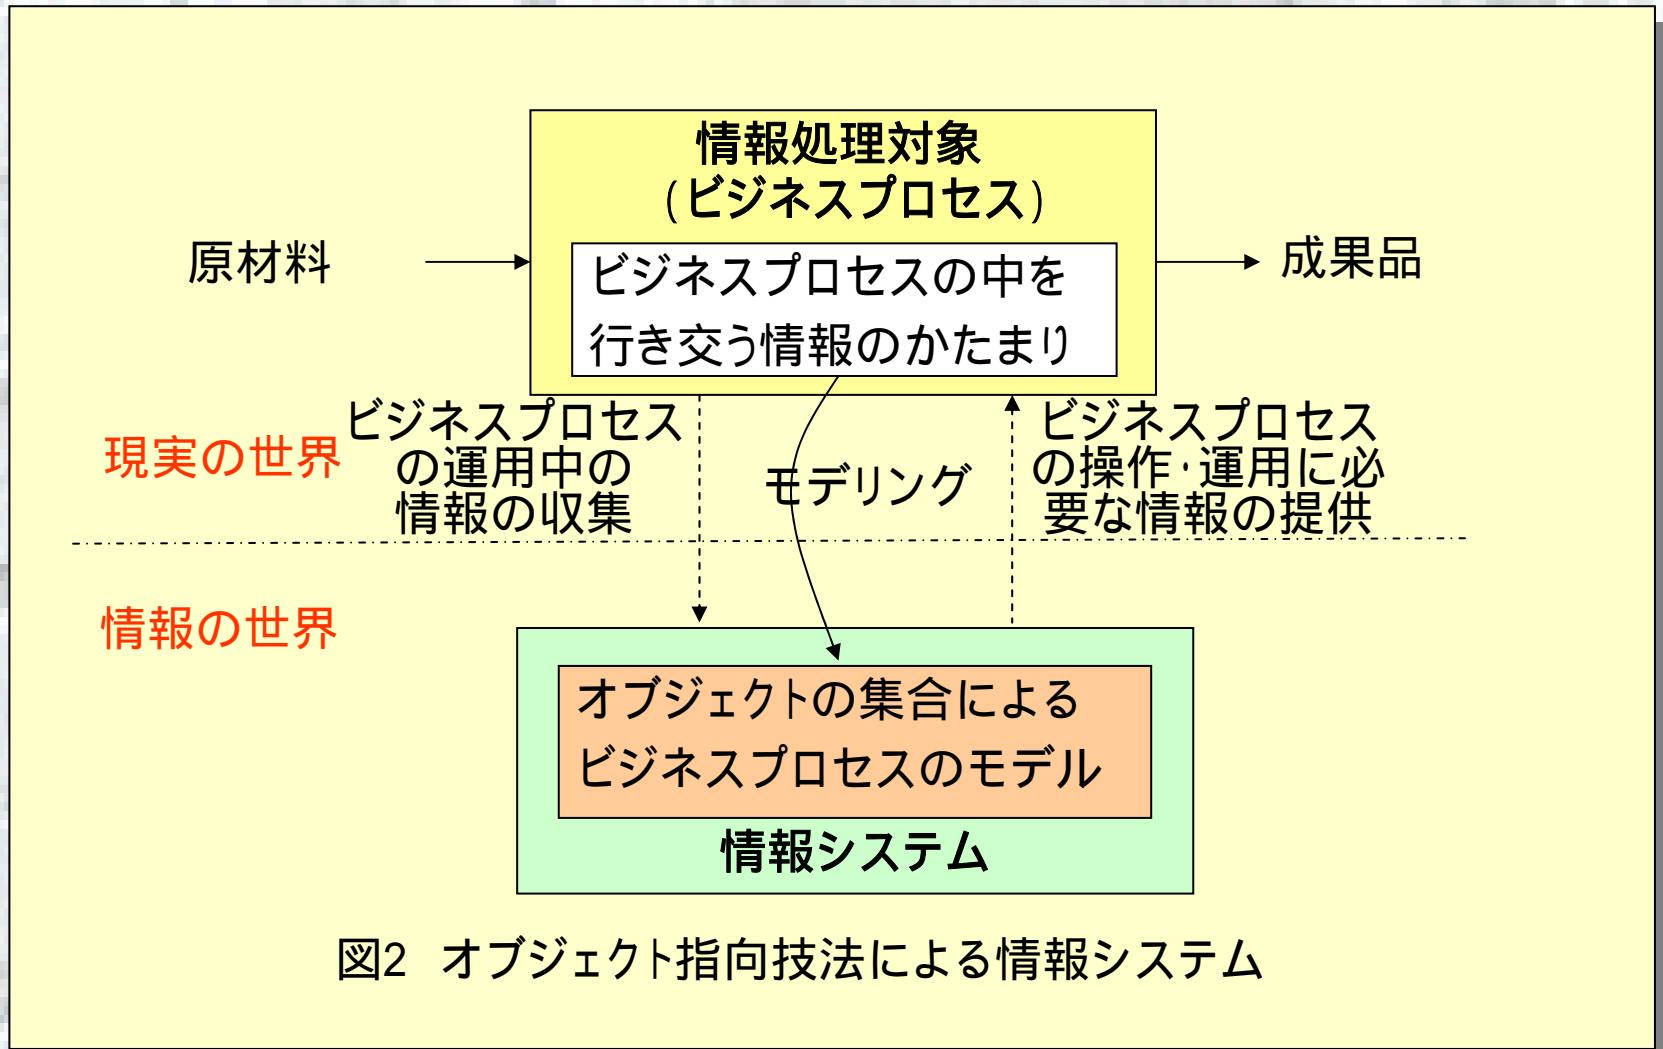 情報処理対象
(ビジネスプロセス)
原材料
成果品
ビジネスプロセスの中を
行き交う情報のかたまり
現実の世界
ビジネスプロセス
の運用中の
情報の収集
モデリング
ビジネスプロセス
の操作・運用に必
要な情報の提供
情報の世界
オブジェクトの集合による
ビジネスプロセスのモデル
情報システム
図2 オブジェクト指向技法による情報システム